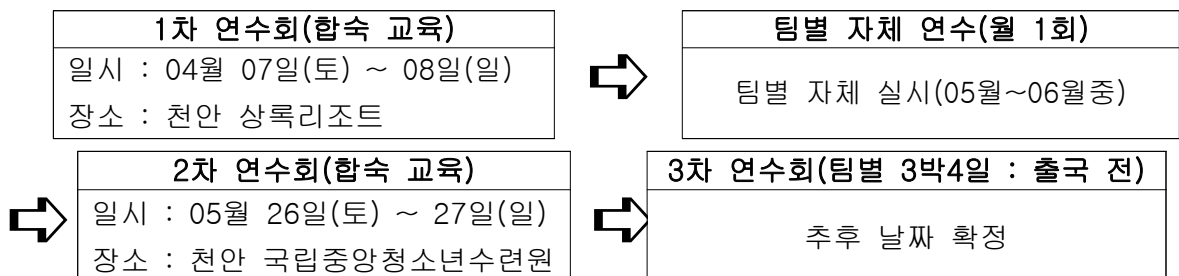 1차 연수회(합숙 교육)
일시 : 04월 07일(토) ~ 08일(일)
장소 : 천안 상록리조트
팀별 자체 연수(월 1회)
팀별 자체 실시(05월~06월중)
2차 연수회(합숙 교육)
일시 : 05월 26일(토) ~ 27일(일)
장소 : 천안 국립중앙청소년수련원
3차 연수회(팀별 3박4일 : 출국 전)
추후 날짜 확정